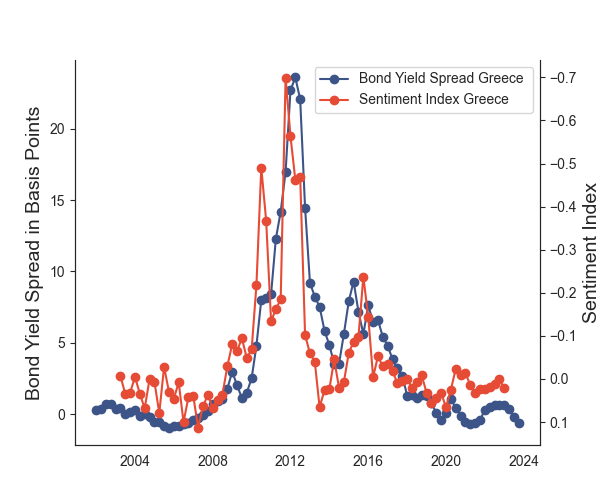 Bond Yield Spread Greece
Sentiment Index Greece
Bond Yield Spread in Basis Points
20
15
10
5
0
−0.7
−0.6
−0.5
−0.4
−0.3
−0.2
−0.1
0.0
0.1
Sentiment Index
2004 2008 2012 2016 2020 2024